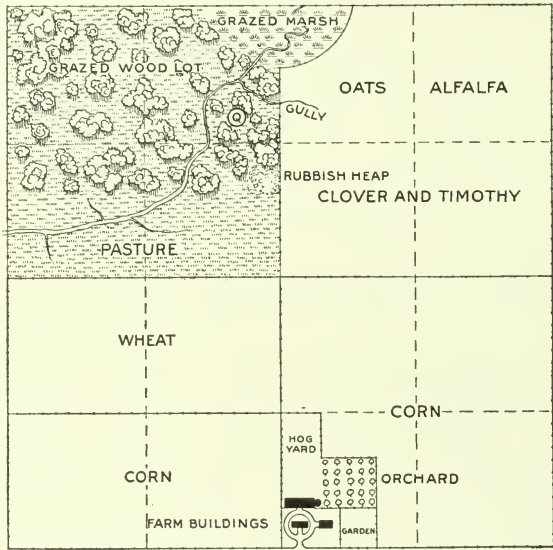 GRAZED MARSH
GRAZED WOOD LOT
OATS
ALFALFA
GULLY
RUBBISH HEAP
CLOVER AND TIMOTHY
PASTURE
WHEAT
CORN
HOG
YARD
CORN
ORCHARD
FARM BUILDINGS
GARDEN